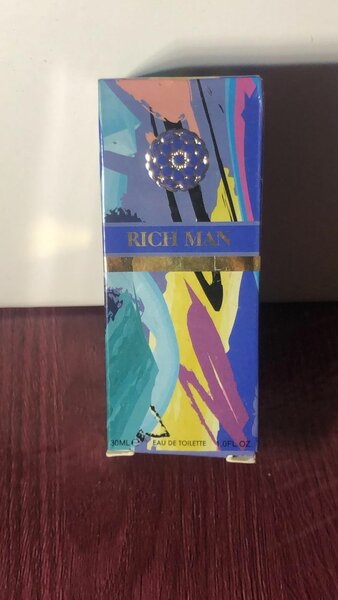 RICH MAN
30ML ℮ EAU DE TOILETTE 1.0FL OZ